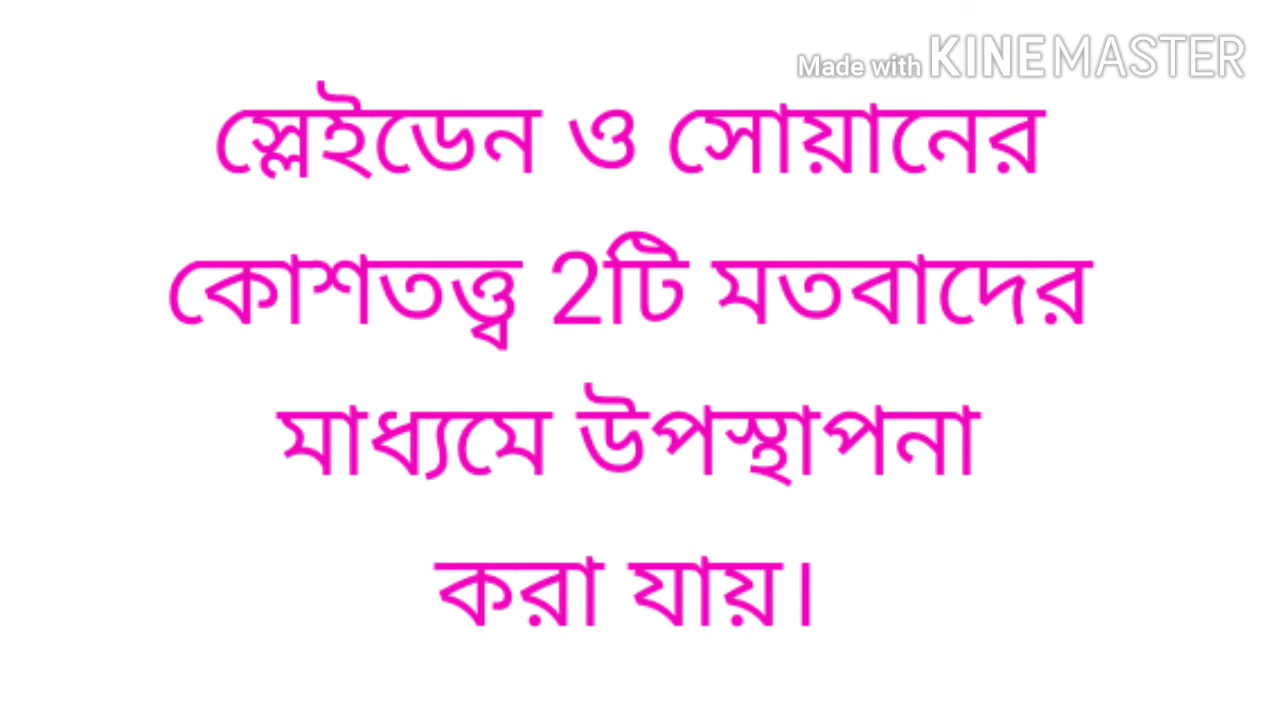 Made with KINEMASTER
স্লেইডেন ও সোয়ানের
কোশতত্ত্ব 2টি মতবাদের
মাধ্যমে উপস্থাপনা
করা যায়।